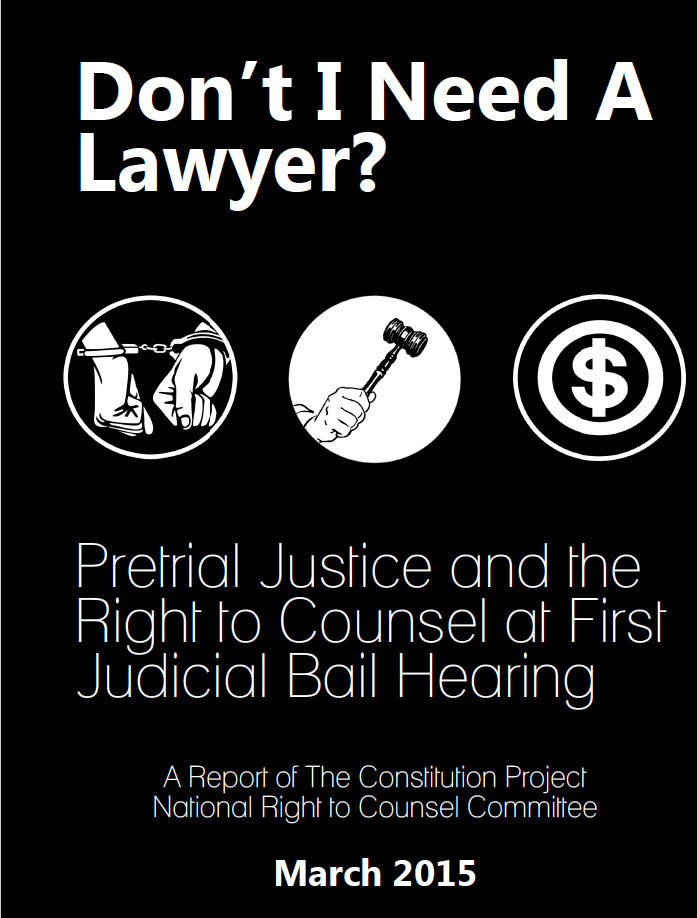 Don’t I Need A
Lawyer?
$
Pretrial Justice and the
Right to Counsel at First
Judicial Bail Hearing
A Report of The Constitution Project
National Right to Counsel Committee
March 2015